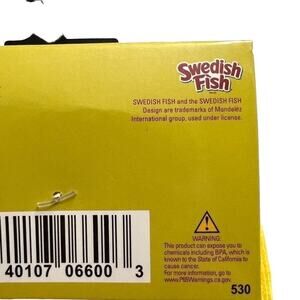 Swedish
Fish
SWEDISH FISH and the SWEDISH FISH
Design are trademarks of Mondelēz
International group, used under license.
WARNING:
This product can expose you to
chemicals including BPA, which is
known to the State of California to
cause cancer.
For more information, go to
www.P65Warnings.ca.gov.
40107 06600 3
530